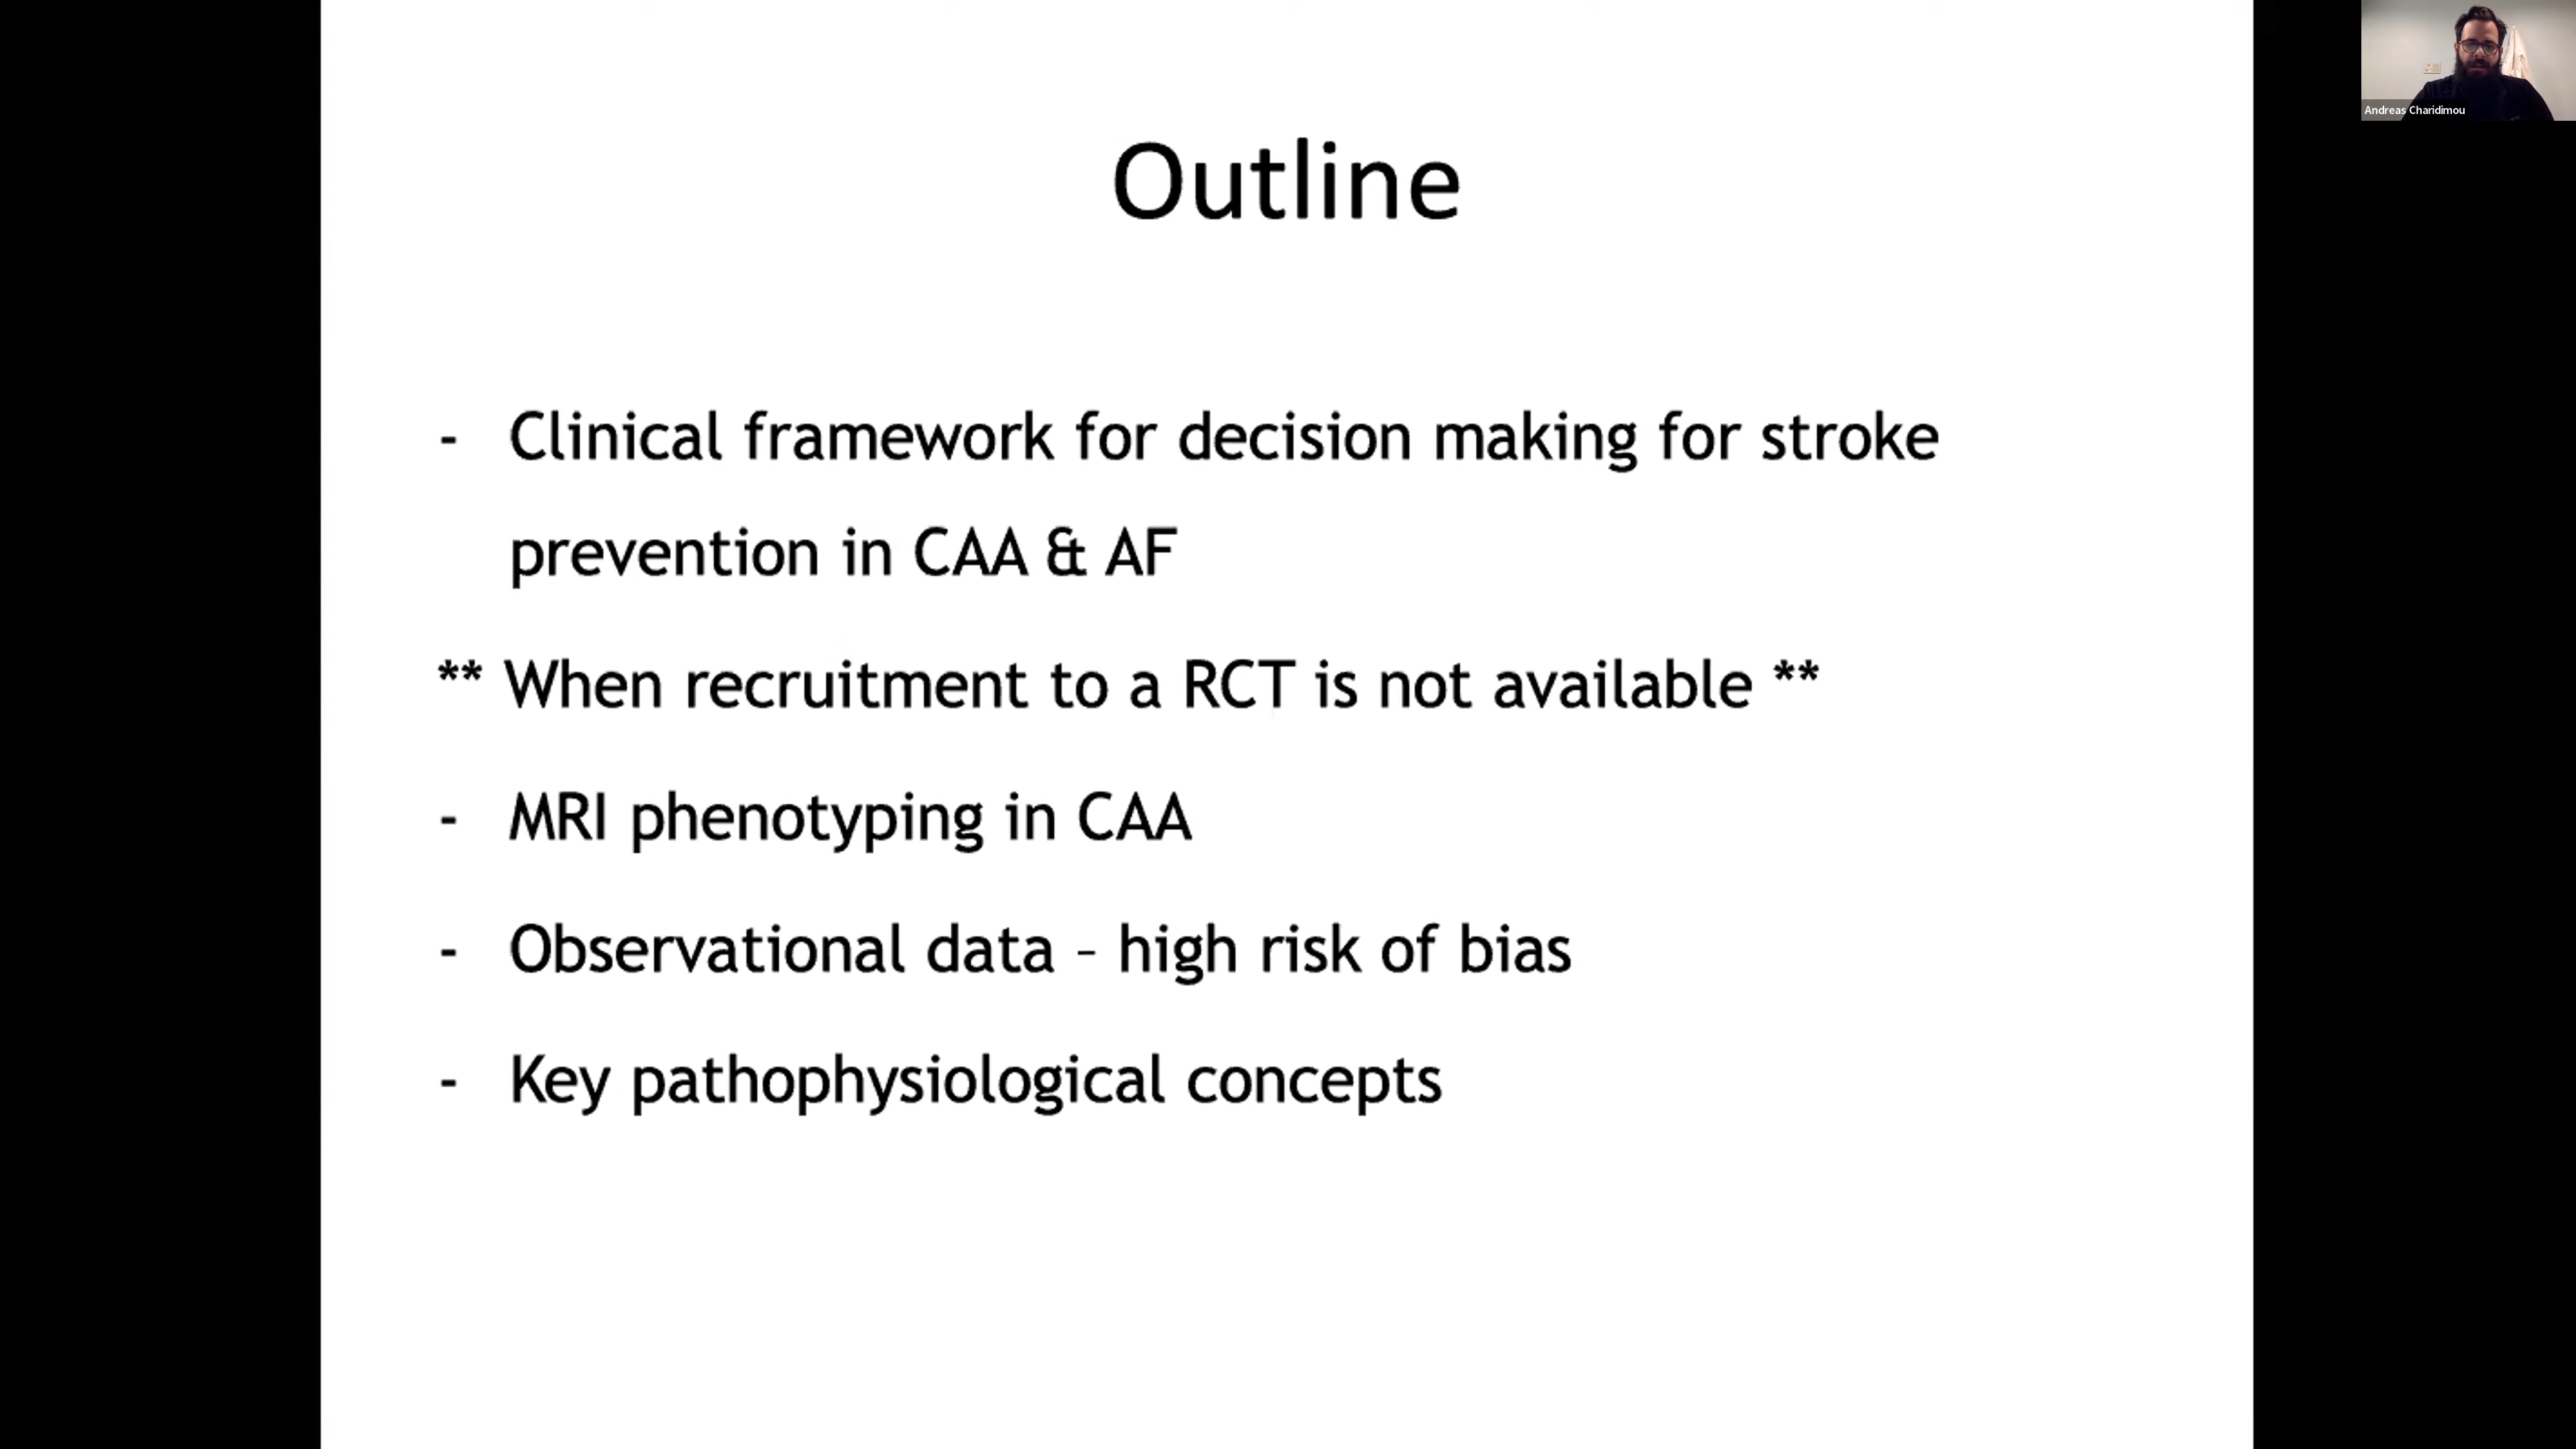 Outline
- Clinical framework for decision making for stroke
prevention in CAA & AF
** When recruitment to a RCT is not available **
- MRI phenotyping in CAA
- Observational data – high risk of bias
- Key pathophysiological concepts
Andreas Charidimou